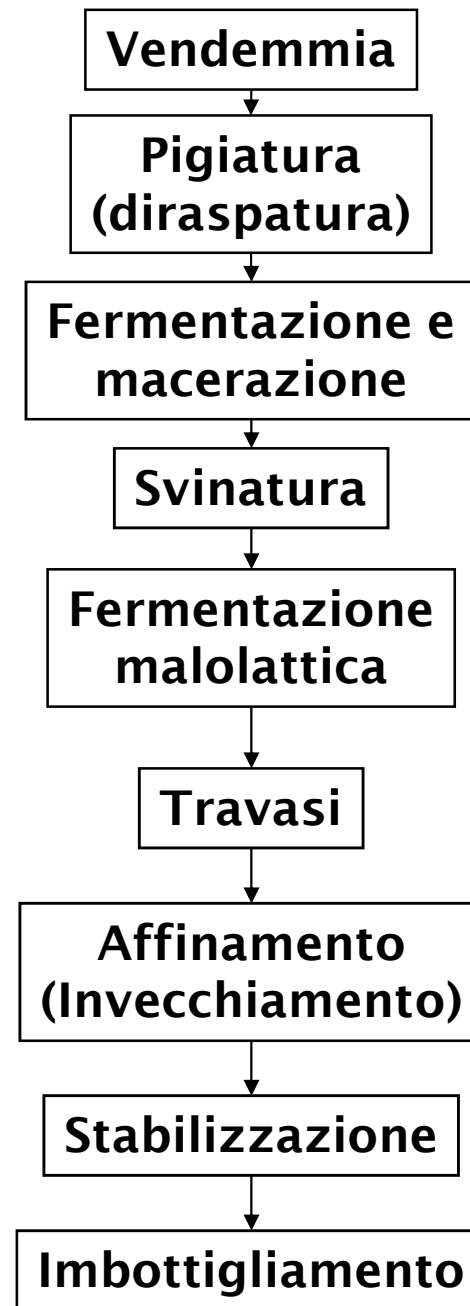 Vendemmia
Pigiatura
(diraspatura)
Fermentazione e
macerazione
Svinatura
Fermentazione
malolattica
Travasi
Affinamento
(Invecchiamento)
Stabilizzazione
Imbottigliamento